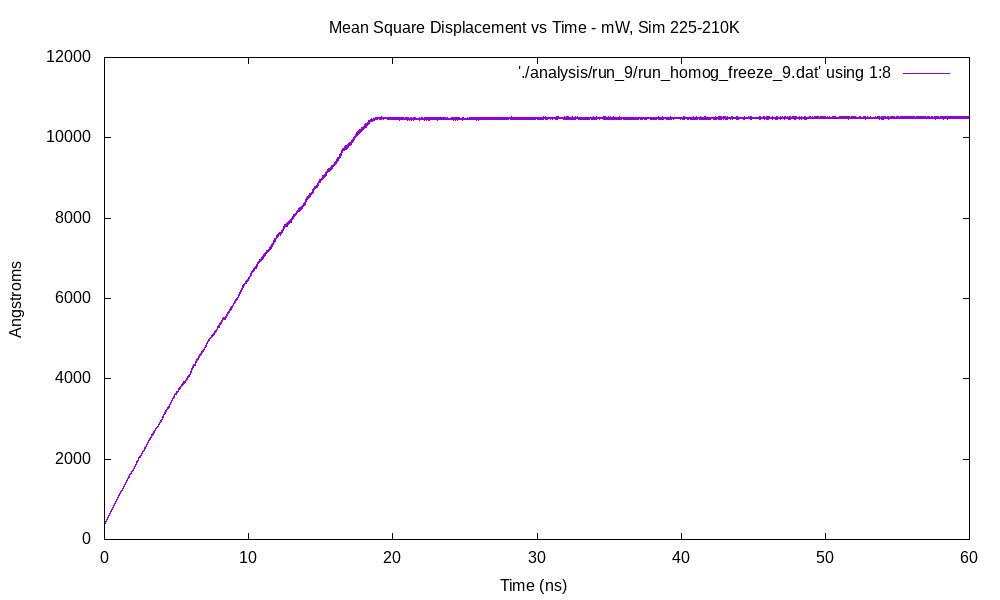 Mean Square Displacement vs Time - mW, Sim 225-210K
'./analysis/run_9/run_homog_freeze_9.dat' using 1:8
12000
10000
8000
6000
4000
2000
0
Angstroms
0 10 20 30 40 50 60
Time (ns)